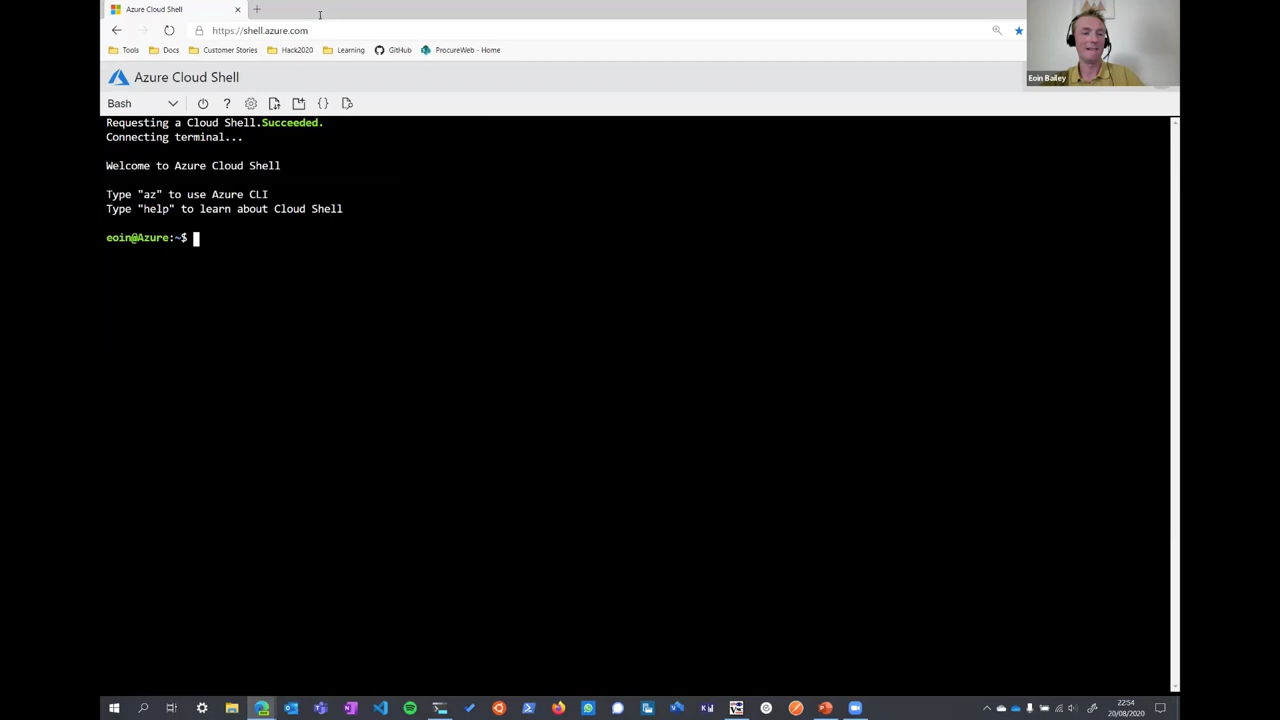 Azure Cloud Shell
https://shell.azure.com
Tools Docs Customer Stories Hack2020 Learning GitHub ProcureWeb - Home
Eoin Bailey
Azure Cloud Shell
Bash
Requesting a Cloud Shell.Succeeded.
Connecting terminal...
Welcome to Azure Cloud Shell
Type "az" to use Azure CLI
Type "help" to learn about Cloud Shell
eoin@Azure:~$
22:54
20/08/2020